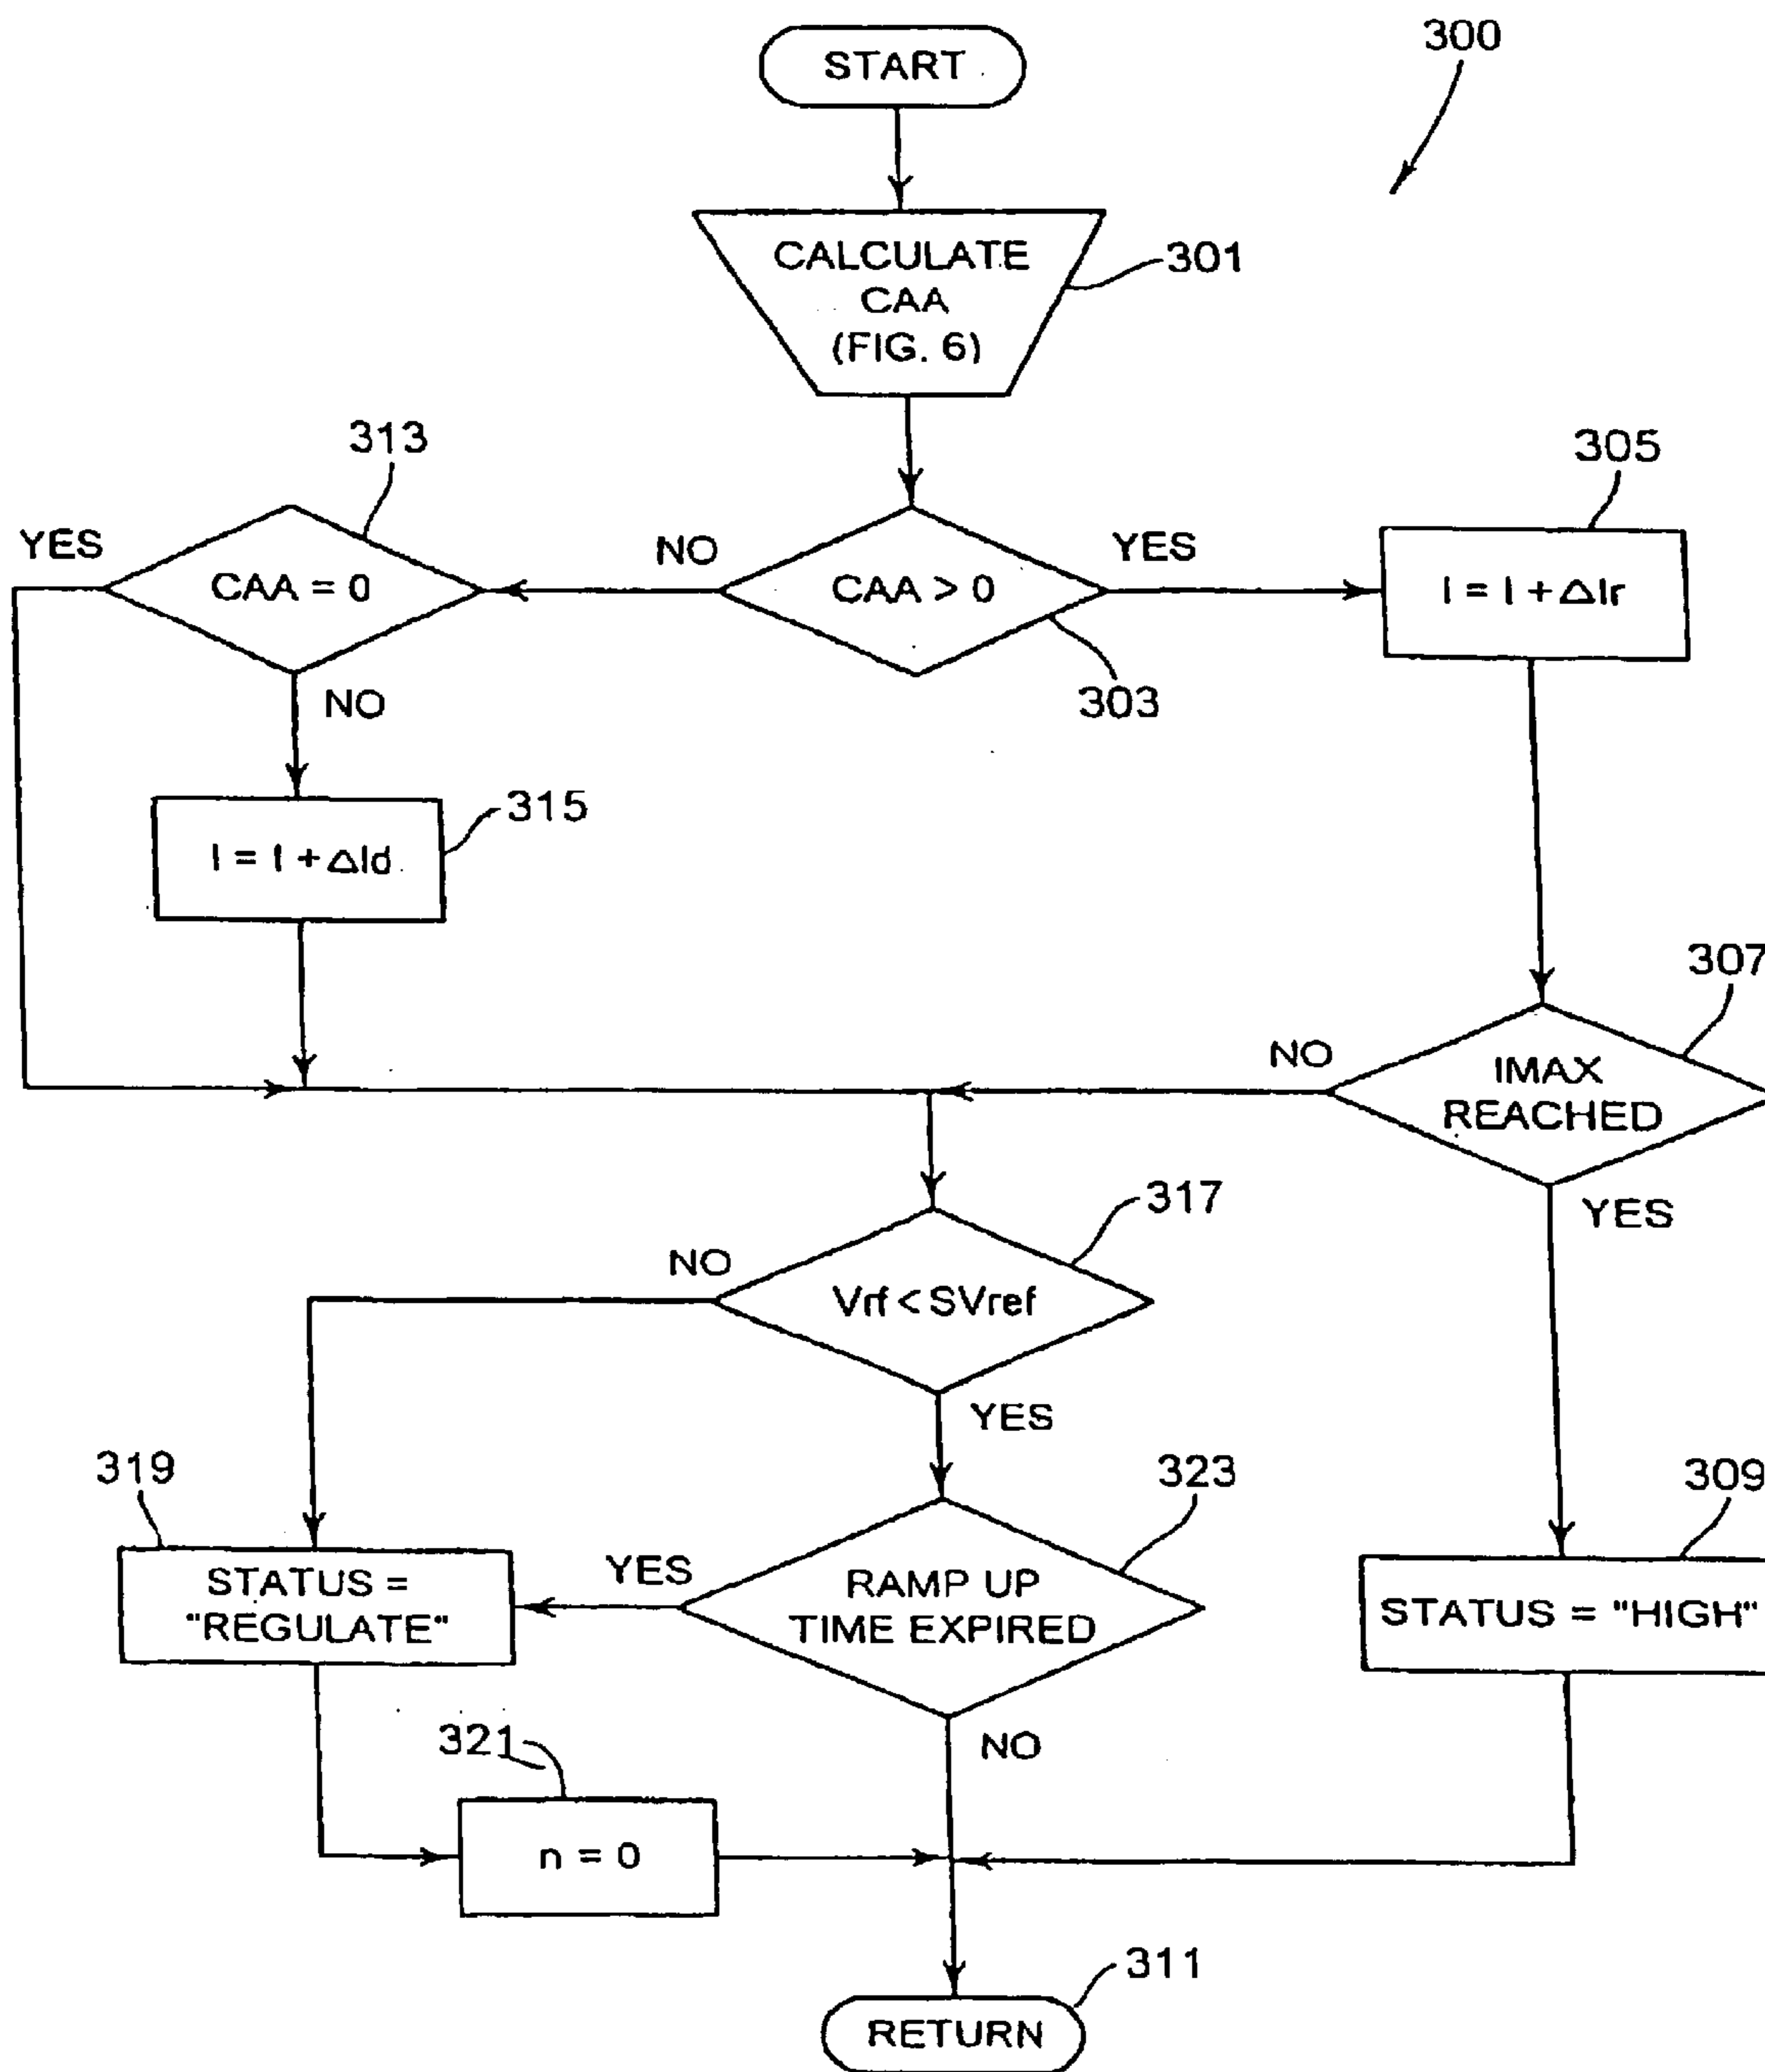 300
START
CALCULATE
CAA
(FIG. 6)
301
313
305
YES
CAA = 0
NO
CAA > 0
YES
I = I + ΔIr
NO
303
315
I = I + ΔId
307
NO
IMAX
REACHED
317
YES
NO
Vrf < SVref
YES
319
323
309
STATUS =
"REGULATE"
YES
RAMP UP
TIME EXPIRED
STATUS = "HIGH"
321
NO
n = 0
311
RETURN